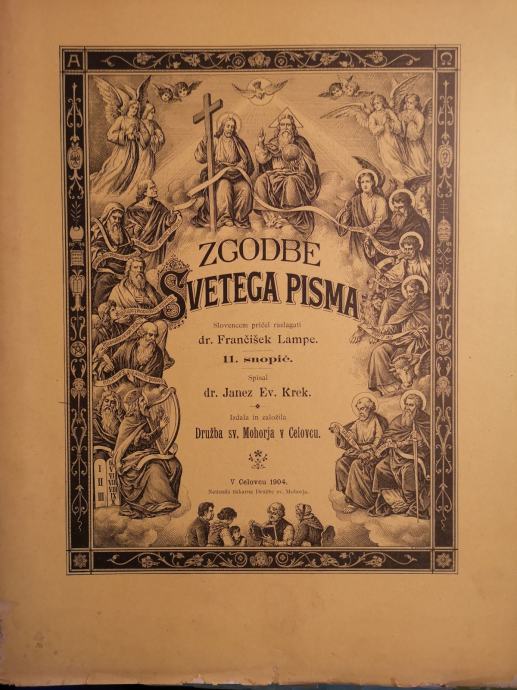 A Ω
ZGODBE
SVETEGA PISMA
Slovencem pričel razlagati
dr. Frančišek Lampe.
11. snopič.
Spisal
dr. Janez Ev. Krek.
Izdala in založila
Družba sv. Mohorja v Celovcu.
V Celovcu 1904.
Natisnila tiskarna Družbe sv. Mohorja.